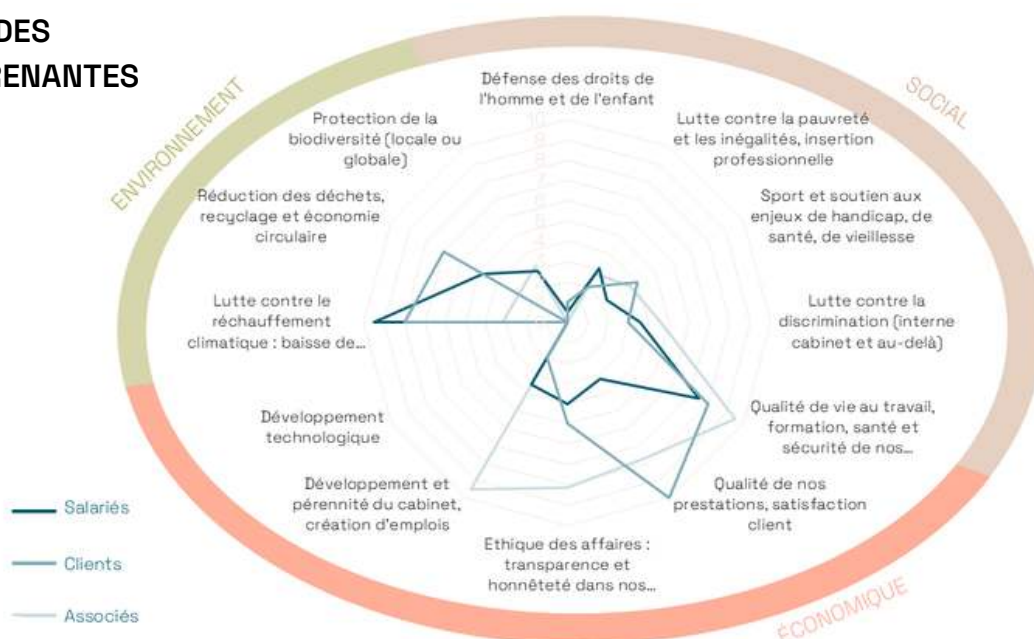 DES
RENANTES
ENVIRONNEMENT
SOCIAL
ÉCONOMIQUE
Défense des droits de
l'homme et de l'enfant
Lutte contre la pauvreté
et les inégalités, insertion
professionnelle
Sport et soutien aux
enjeux de handicap, de
santé, de vieillesse
Lutte contre la
discrimination (interne
cabinet et au-delà)
Qualité de vie au travail,
formation, santé et
sécurité de nos...
Qualité de nos
prestations, satisfaction
client
Ethique des affaires :
transparence et
honnêteté dans nos...
Développement et
pérennité du cabinet,
création d'emplois
Développement
technologique
Lutte contre le
réchauffement
climatique : baisse de...
Réduction des déchets,
recyclage et économie
circulaire
Protection de la
biodiversité (locale ou
globale)
10
9
8
7
Salariés
Clients
Associés